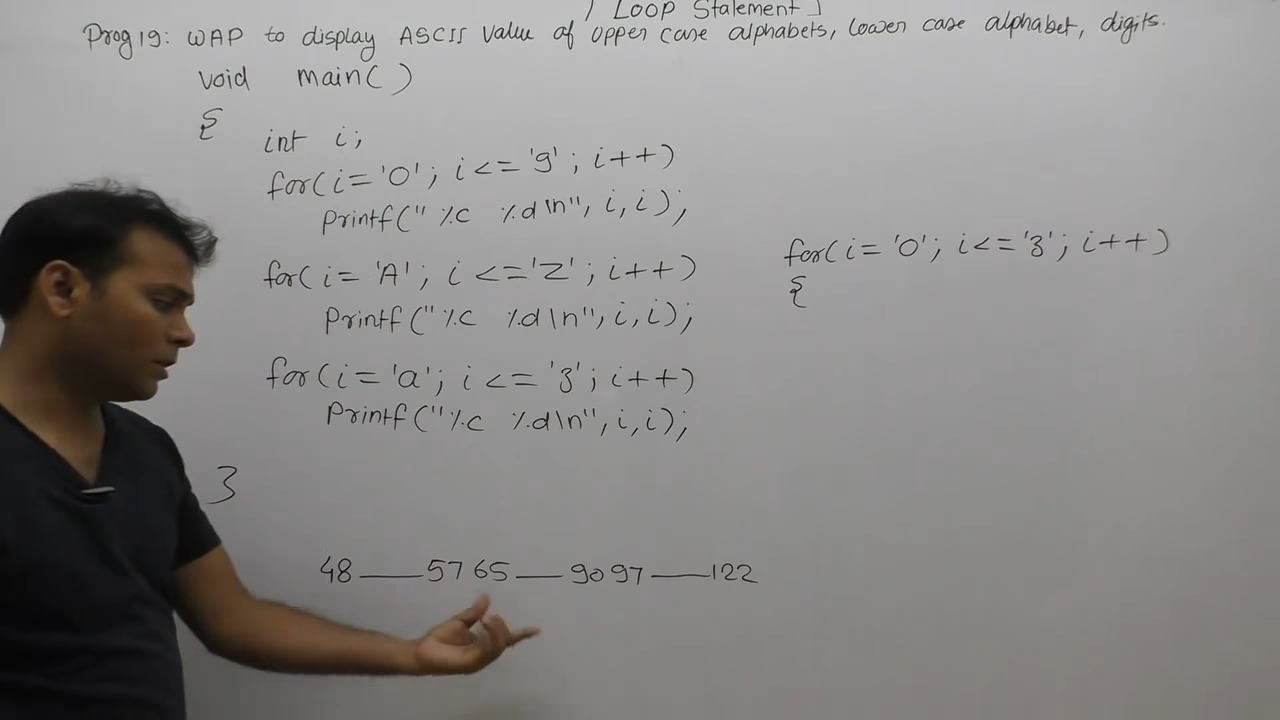 [ Loop Statement ]
Prog 19: WAP to display ASCII value of upper case alphabets, lower case alphabet, digits.
void main( )
{
int i;
for(i='0'; i<='9'; i++)
printf("%c %d\n", i,i);
for(i='A'; i<='Z'; i++)
printf("%c %d\n", i,i);
for(i='a'; i<='z'; i++)
printf("%c %d\n", i,i);
}
for(i='0'; i<='z'; i++)
{
48 — 57 65 — 90 97 — 122